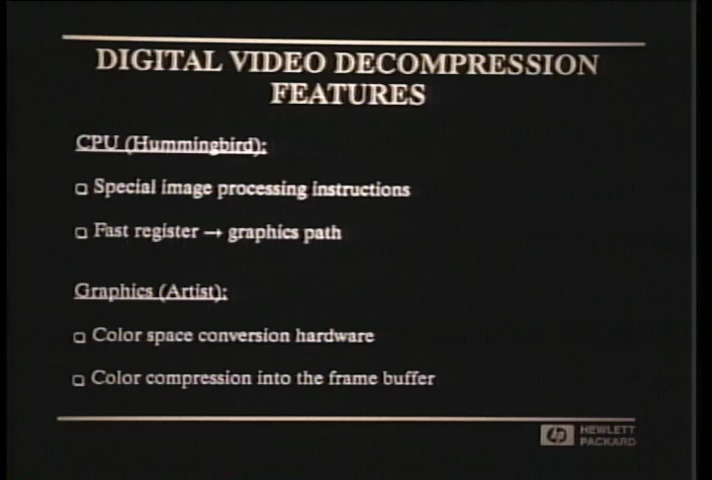 DIGITAL VIDEO DECOMPRESSION
FEATURES
CPU (Hummingbird):
Special image processing instructions
Fast register → graphics path
Graphics (Artist):
Color space conversion hardware
Color compression into the frame buffer
hp HEWLETT
PACKARD